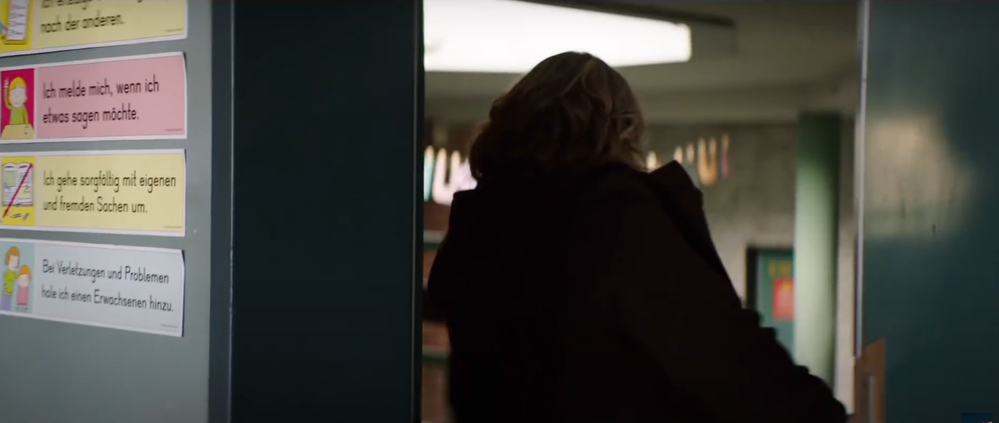 nach der anderen.
Ich melde mich, wenn ich
etwas sagen möchte.
Ich gehe sorgfältig mit eigenen
und fremden Sachen um.
Bei Verletzungen und Problemen
hole ich einen Erwachsenen hinzu.